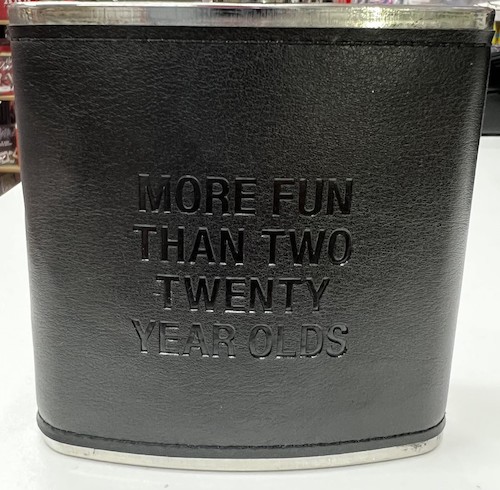 MORE FUN
THAN TWO
TWENTY
YEAR OLDS